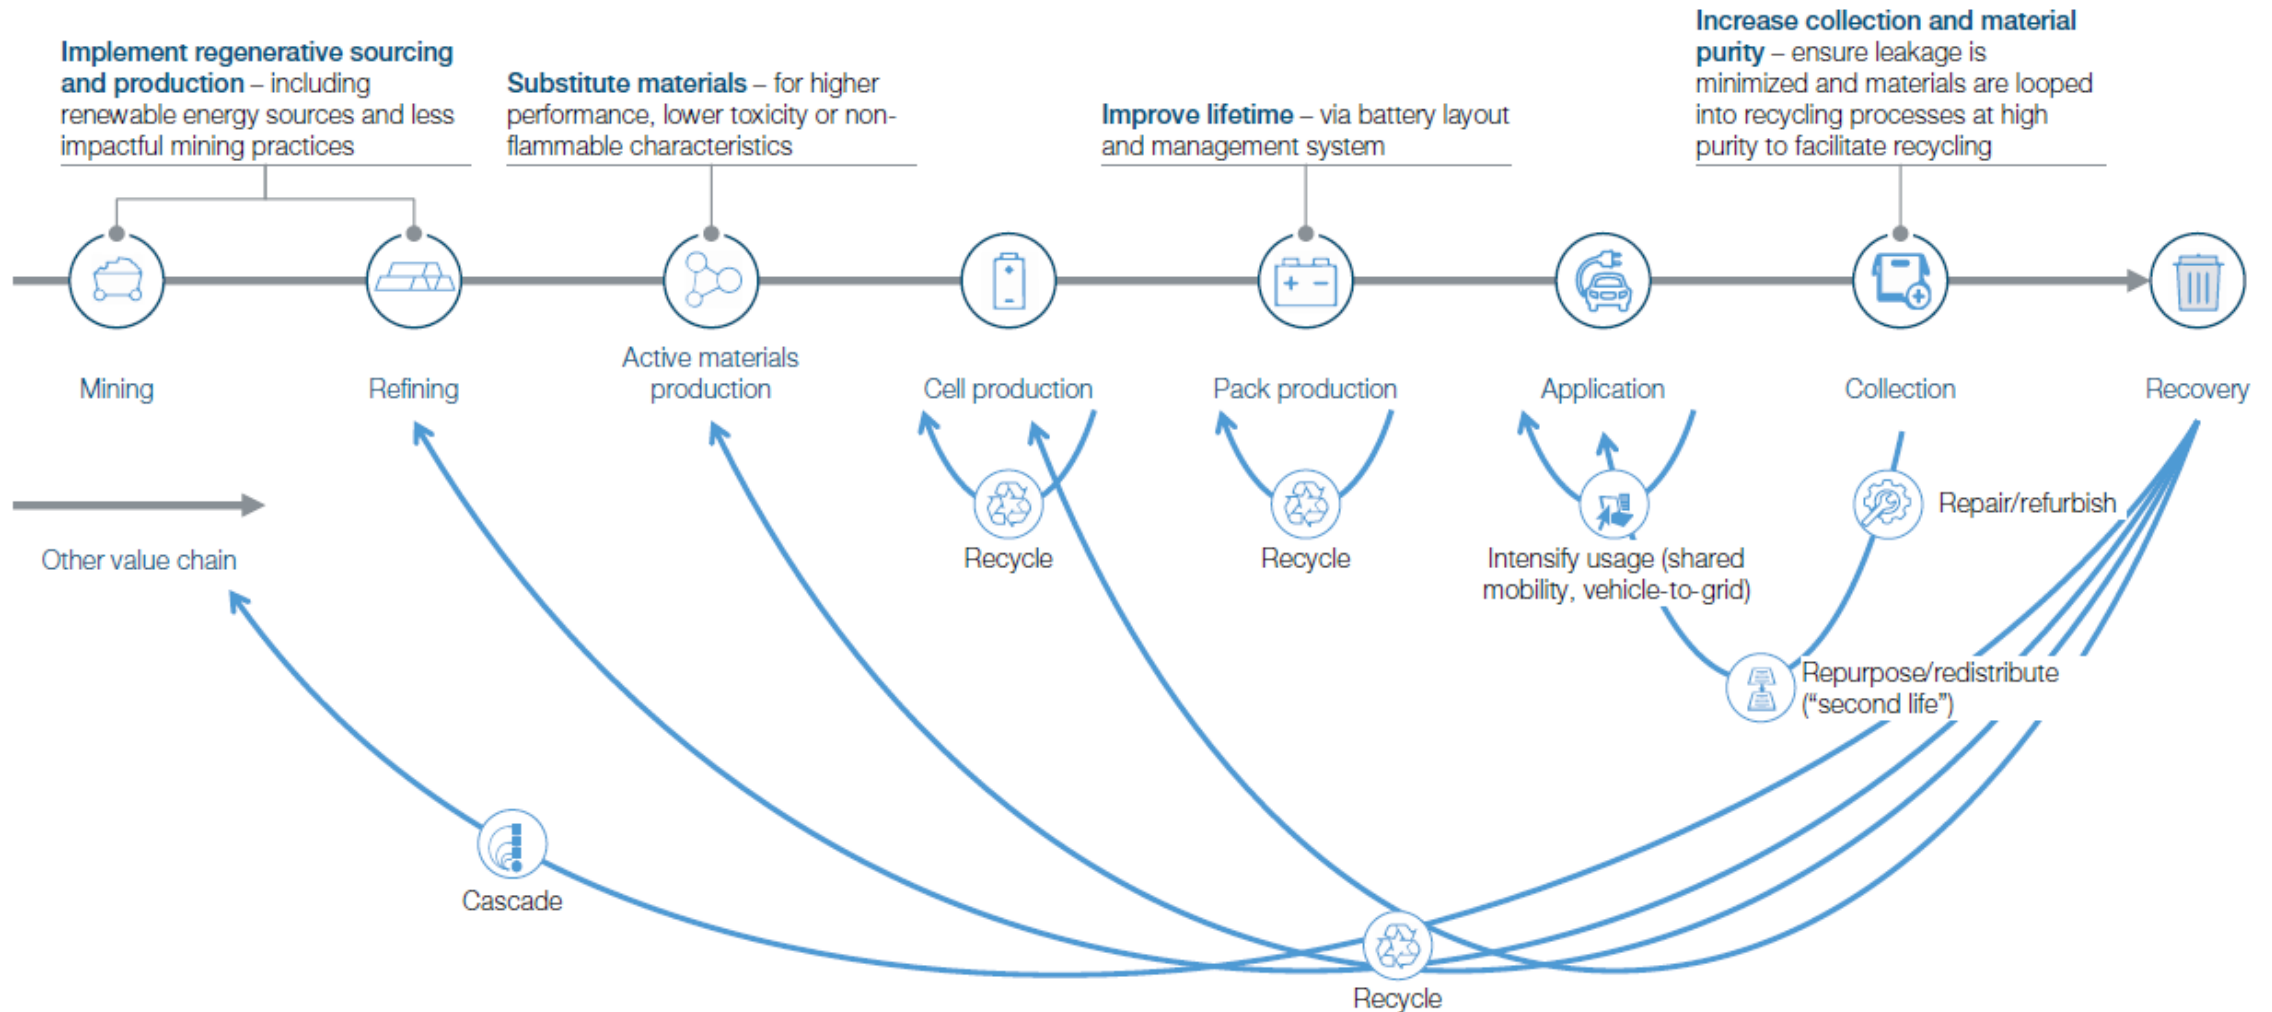 Implement regenerative sourcing
and production – including
renewable energy sources and less
impactful mining practices
Substitute materials – for higher
performance, lower toxicity or non-
flammable characteristics
Improve lifetime – via battery layout
and management system
Increase collection and material
purity – ensure leakage is
minimized and materials are looped
into recycling processes at high
purity to facilitate recycling
Mining
Refining
Active materials
production
Cell production
Pack production
Application
Collection
Recovery
Other value chain
Recycle
Recycle
Intensify usage (shared
mobility, vehicle-to-grid)
Repair/refurbish
Repurpose/redistribute
(“second life”)
Cascade
Recycle